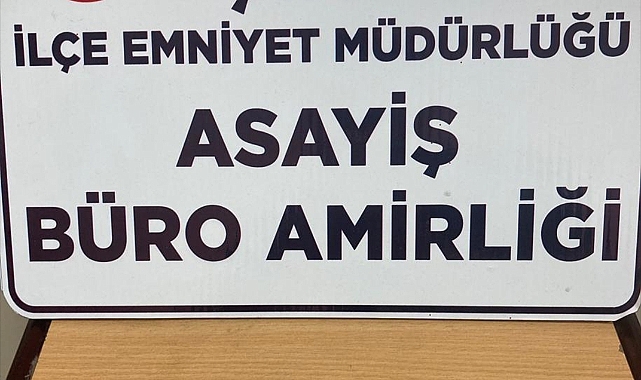 İLÇE EMNİYET MÜDÜRLÜĞÜ
ASAYİŞ
BÜRO AMİRLİĞİ